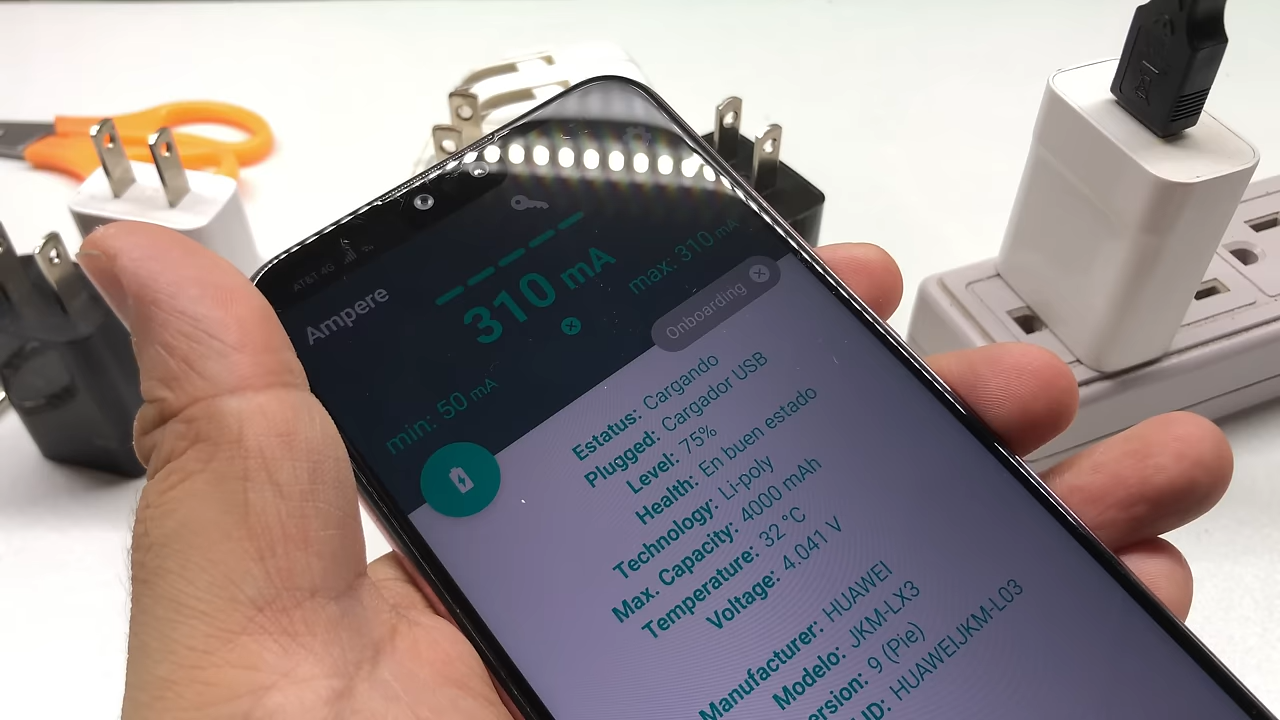 AT&T 4G
Ampere
310 mA
min: 50 mA
max: 310 mA
Onboarding
Estatus: Cargando
Plugged: Cargador USB
Level: 75%
Health: En buen estado
Technology: Li-poly
Max. Capacity: 4000 mAh
Temperature: 32°C
Voltage: 4.041 V
Manufacturer: HUAWEI
Modelo: JKM-LX3
ersion: 9 (Pie)
ID: HUAWEIJKM-L03